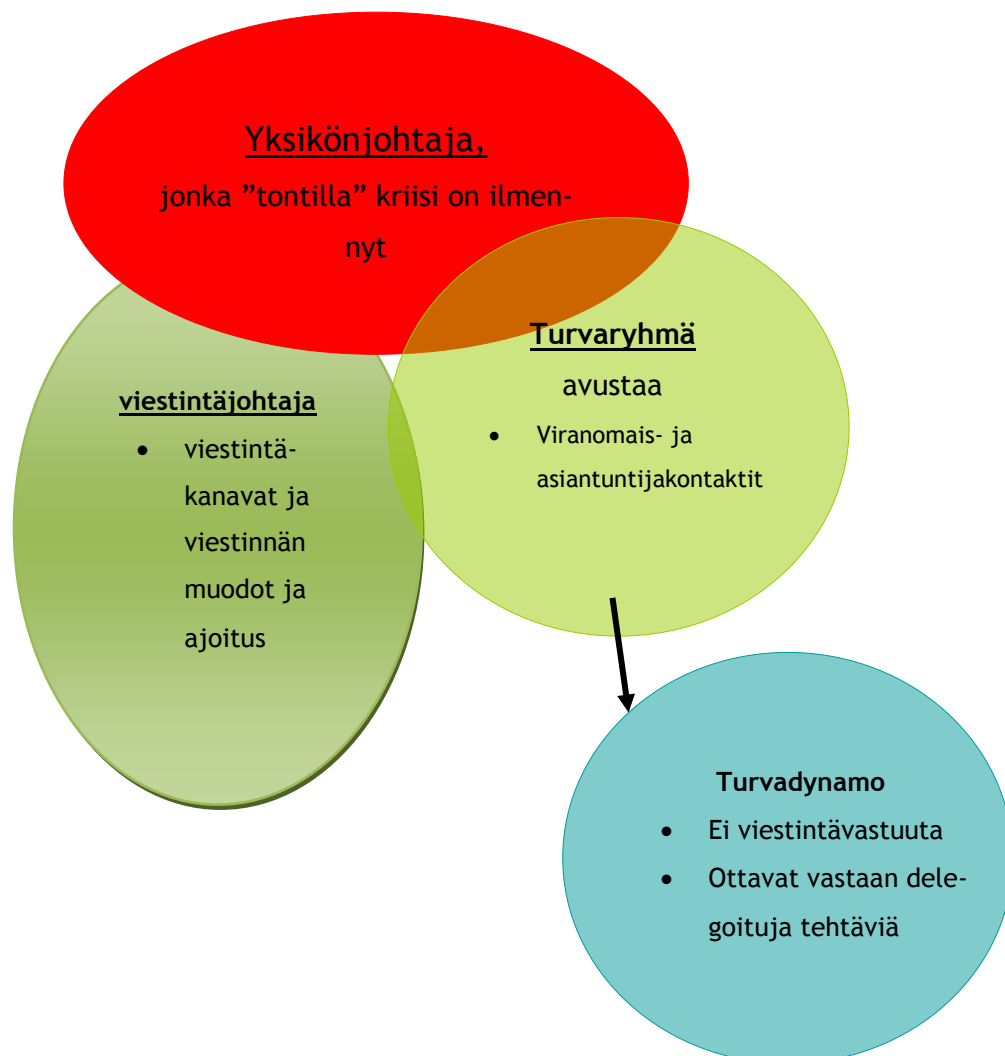 Yksikönjohtaja,
jonka ”tontilla” kriisi on ilmen-
nyt
viestintäjohtaja
• viestintä-
kanavat ja
viestinnän
muodot ja
ajoitus
Turvaryhmä
avustaa
• Viranomais- ja
asiantuntijakontaktit
Turvadynamo
• Ei viestintävastuuta
• Ottavat vastaan dele-
goituja tehtäviä